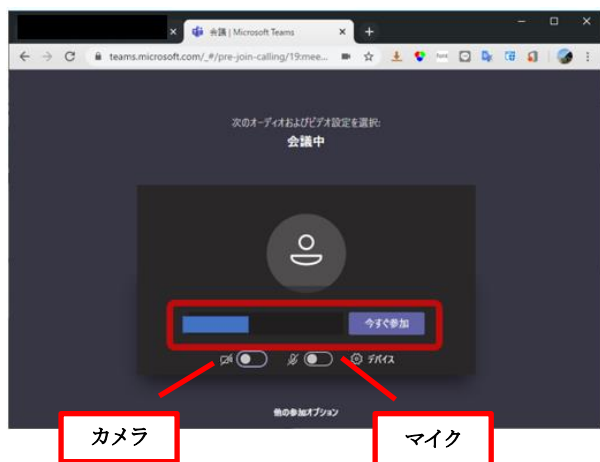 会議 | Microsoft Teams
teams.microsoft.com/_#/pre-join-calling/19:mee...
次のオーディオおよびビデオ設定を選択:
会議中
今すぐ参加
デバイス
他の参加オプション
カメラ
マイク